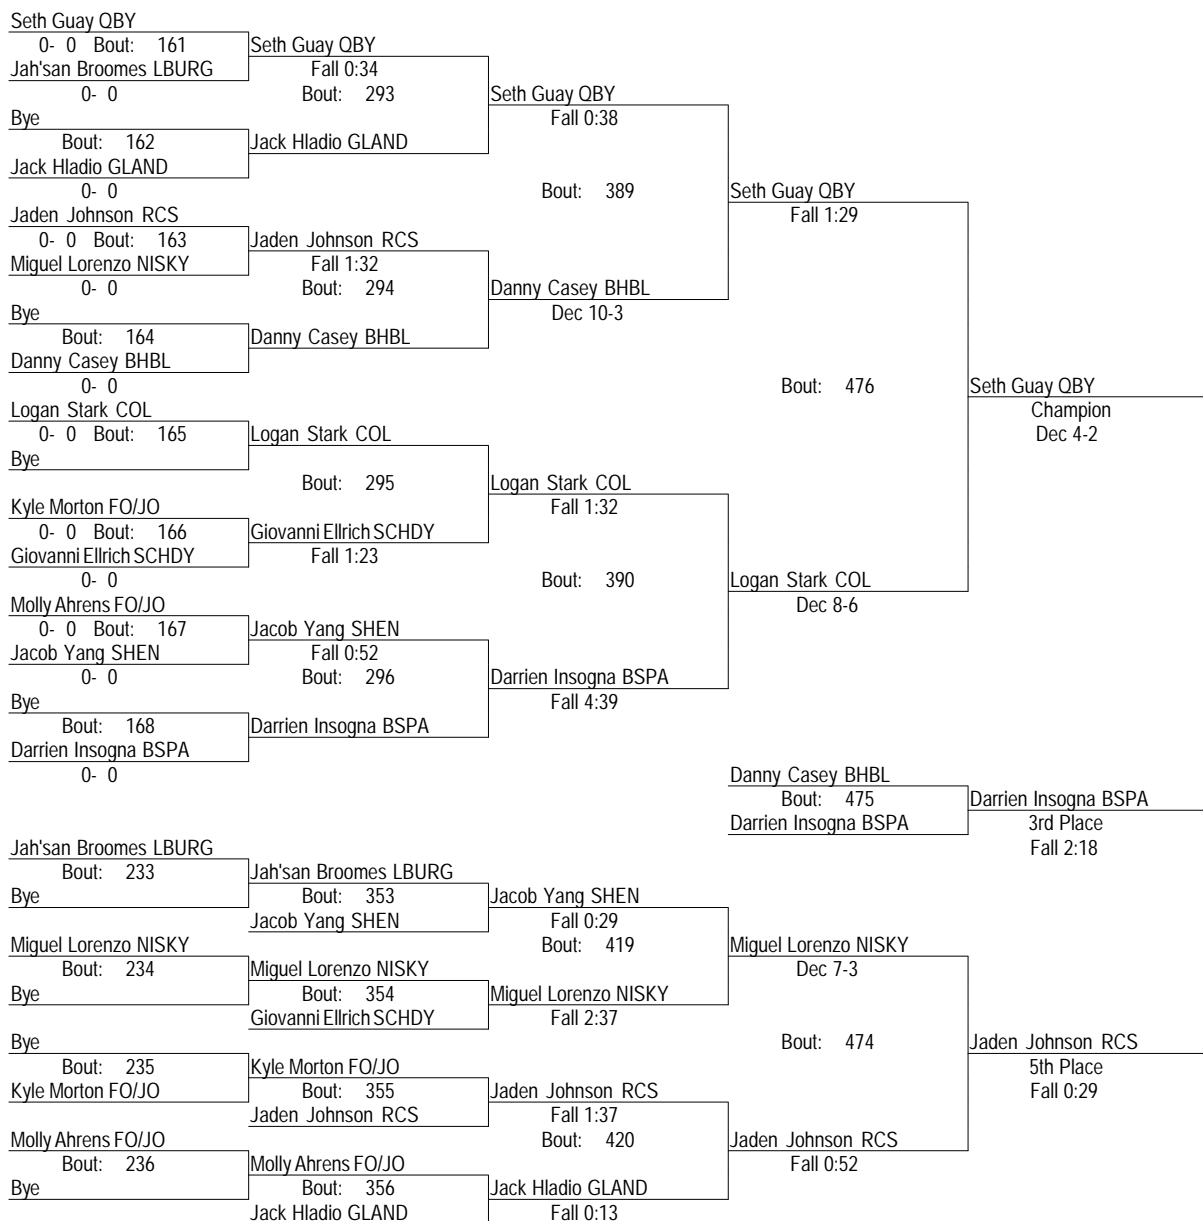 Seth Guay QBY
0- 0 Bout: 161
Jah'san Broomes LBURG
0- 0
Bye
Bout: 162
Jack Hladio GLAND
0- 0
Jaden Johnson RCS
0- 0 Bout: 163
Miguel Lorenzo NISKY
0- 0
Bye
Bout: 164
Danny Casey BHBL
0- 0
Logan Stark COL
0- 0 Bout: 165
Bye
Kyle Morton FO/JO
0- 0 Bout: 166
Giovanni Ellrich SCHDY
0- 0
Molly Ahrens FO/JO
0- 0 Bout: 167
Jacob Yang SHEN
0- 0
Bye
Bout: 168
Darrien Insogna BSPA
0- 0
Seth Guay QBY
Fall 0:34
Bout: 293
Jack Hladio GLAND
Jaden Johnson RCS
Fall 1:32
Bout: 294
Danny Casey BHBL
Logan Stark COL
Bout: 295
Giovanni Ellrich SCHDY
Fall 1:23
Jacob Yang SHEN
Fall 0:52
Bout: 296
Darrien Insogna BSPA
Seth Guay QBY
Fall 0:38
Bout: 389
Danny Casey BHBL
Dec 10-3
Logan Stark COL
Fall 1:32
Bout: 390
Darrien Insogna BSPA
Fall 4:39
Seth Guay QBY
Fall 1:29
Bout: 476
Logan Stark COL
Dec 8-6
Seth Guay QBY
Champion
Dec 4-2
Danny Casey BHBL
Bout: 475
Darrien Insogna BSPA
Darrien Insogna BSPA
3rd Place
Fall 2:18
Jah'san Broomes LBURG
Bout: 233
Bye
Miguel Lorenzo NISKY
Bout: 234
Bye
Bye
Bout: 235
Kyle Morton FO/JO
Molly Ahrens FO/JO
Bout: 236
Bye
Jah'san Broomes LBURG
Bout: 353
Jacob Yang SHEN
Miguel Lorenzo NISKY
Bout: 354
Giovanni Ellrich SCHDY
Kyle Morton FO/JO
Bout: 355
Jaden Johnson RCS
Molly Ahrens FO/JO
Bout: 356
Jack Hladio GLAND
Jacob Yang SHEN
Fall 0:29
Bout: 419
Miguel Lorenzo NISKY
Fall 2:37
Jaden Johnson RCS
Fall 1:37
Bout: 420
Jack Hladio GLAND
Fall 0:13
Miguel Lorenzo NISKY
Dec 7-3
Bout: 474
Jaden Johnson RCS
Fall 0:52
Jaden Johnson RCS
5th Place
Fall 0:29